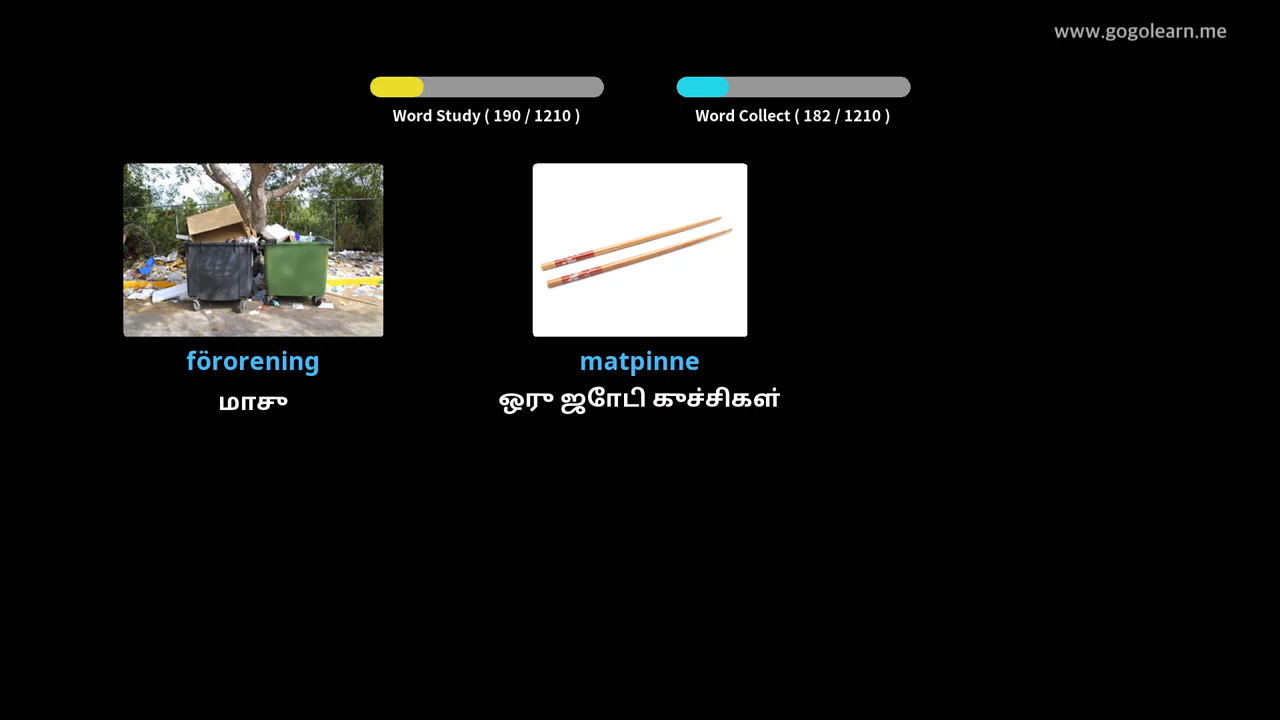 www.gogolearn.me
Word Study ( 190 / 1210 )
Word Collect ( 182 / 1210 )
förorening
matpinne
மாசு
ஒரு ஜோடி குச்சிகள்